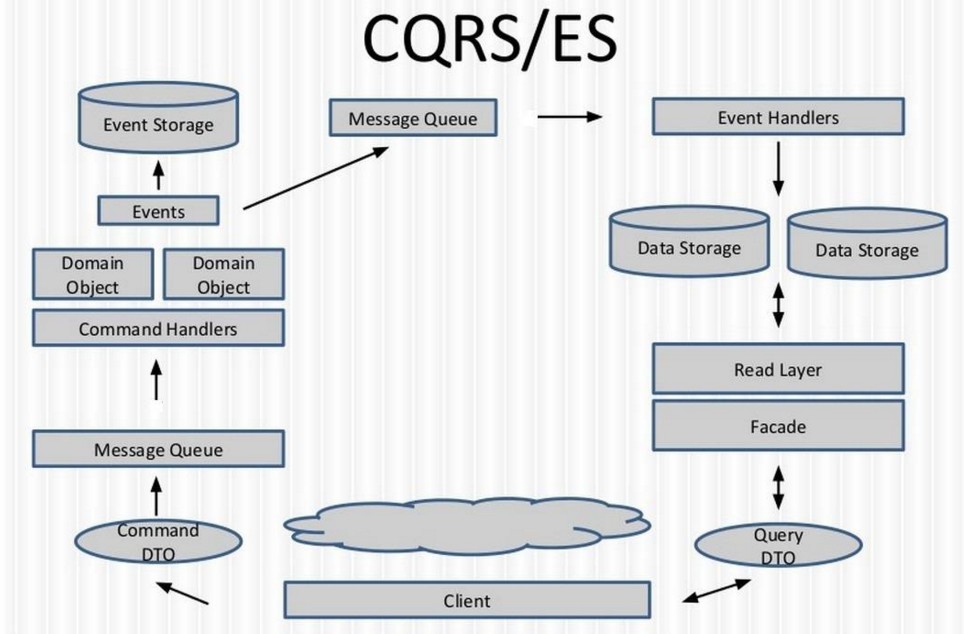 CQRS/ES
Event Storage
Message Queue
Event Handlers
Events
Data Storage
Data Storage
Domain
Object
Domain
Object
Command Handlers
Read Layer
Facade
Message Queue
Command
DTO
Query
DTO
Client